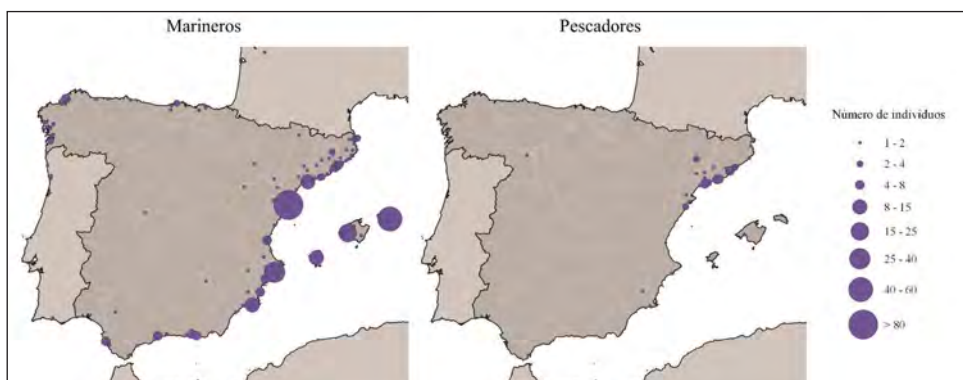 Marineros
Pescadores
Número de individuos
1 - 2
2 - 4
4 - 8
8 - 15
15 - 25
25 - 40
40 - 60
> 80